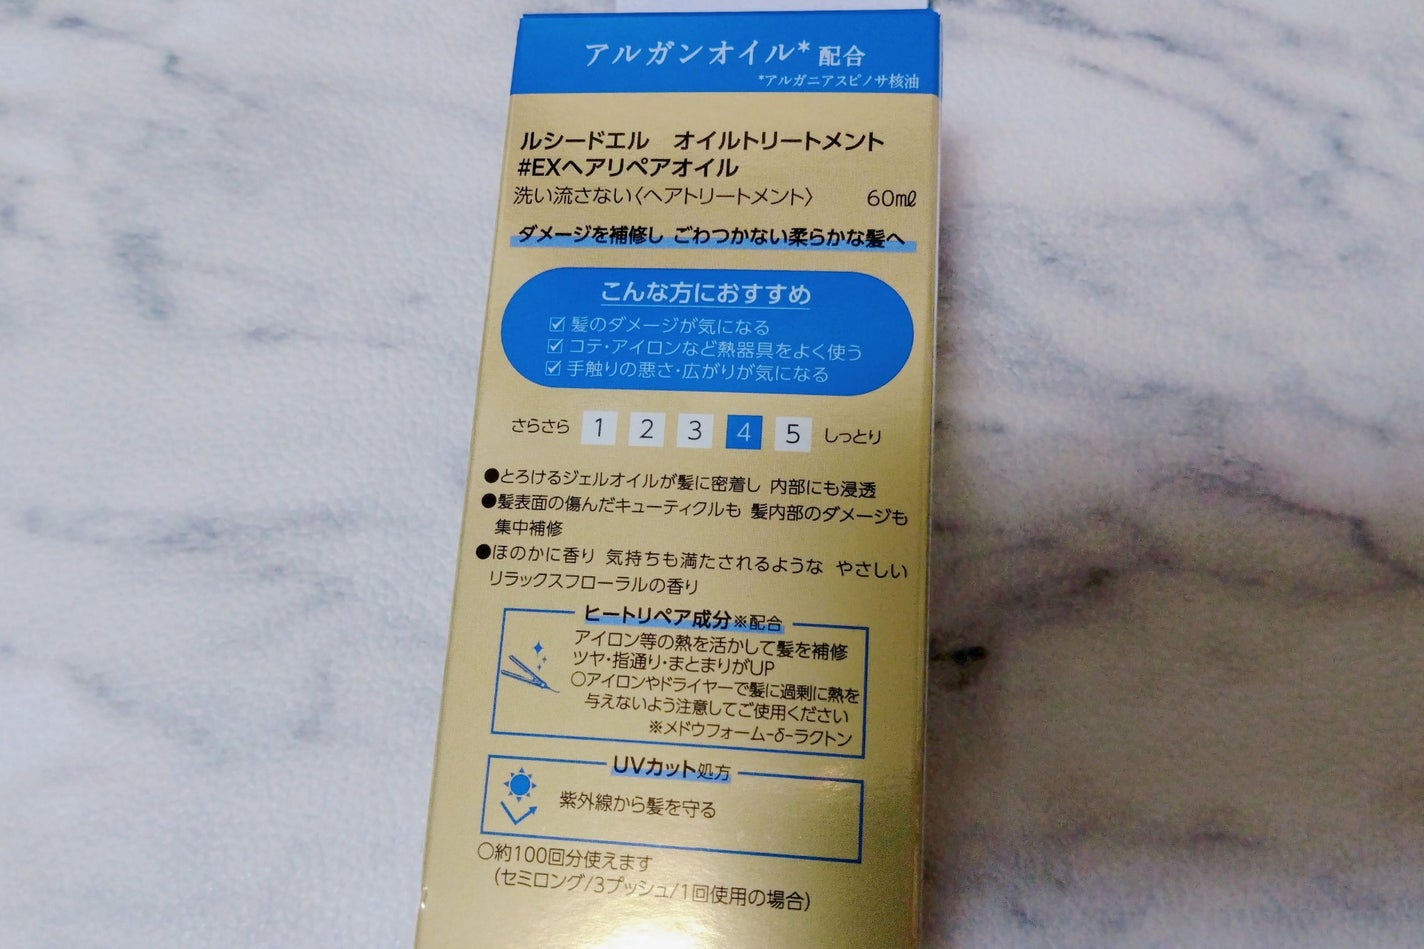 アルガンオイル*配合
*アルガニアスピノサ核油
ルシードエル オイルトリートメント
#EXヘアリペアオイル
洗い流さない〈ヘアトリートメント〉 60mℓ
ダメージを補修し ごわつかない柔らかな髪へ
こんな方におすすめ
☑ 髪のダメージが気になる
☑ コテ・アイロンなど熱器具をよく使う
☑ 手触りの悪さ・広がりが気になる
さらさら 1 2 3 4 5 しっとり
●とろけるジェルオイルが髪に密着し 内部にも浸透
●髪表面の傷んだキューティクルも 髪内部のダメージも
集中補修
●ほのかに香り 気持ちも満たされるような やさしい
リラックスフローラルの香り
ヒートリペア成分※配合
アイロン等の熱を活かして髪を補修
ツヤ・指通り・まとまりがUP
○アイロンやドライヤーで髪に過剰に熱を
与えないよう注意してご使用ください
※メドウフォーム-δ-ラクトン
UVカット処方
紫外線から髪を守る
○約100回分使えます
(セミロング/3プッシュ/1回使用の場合)